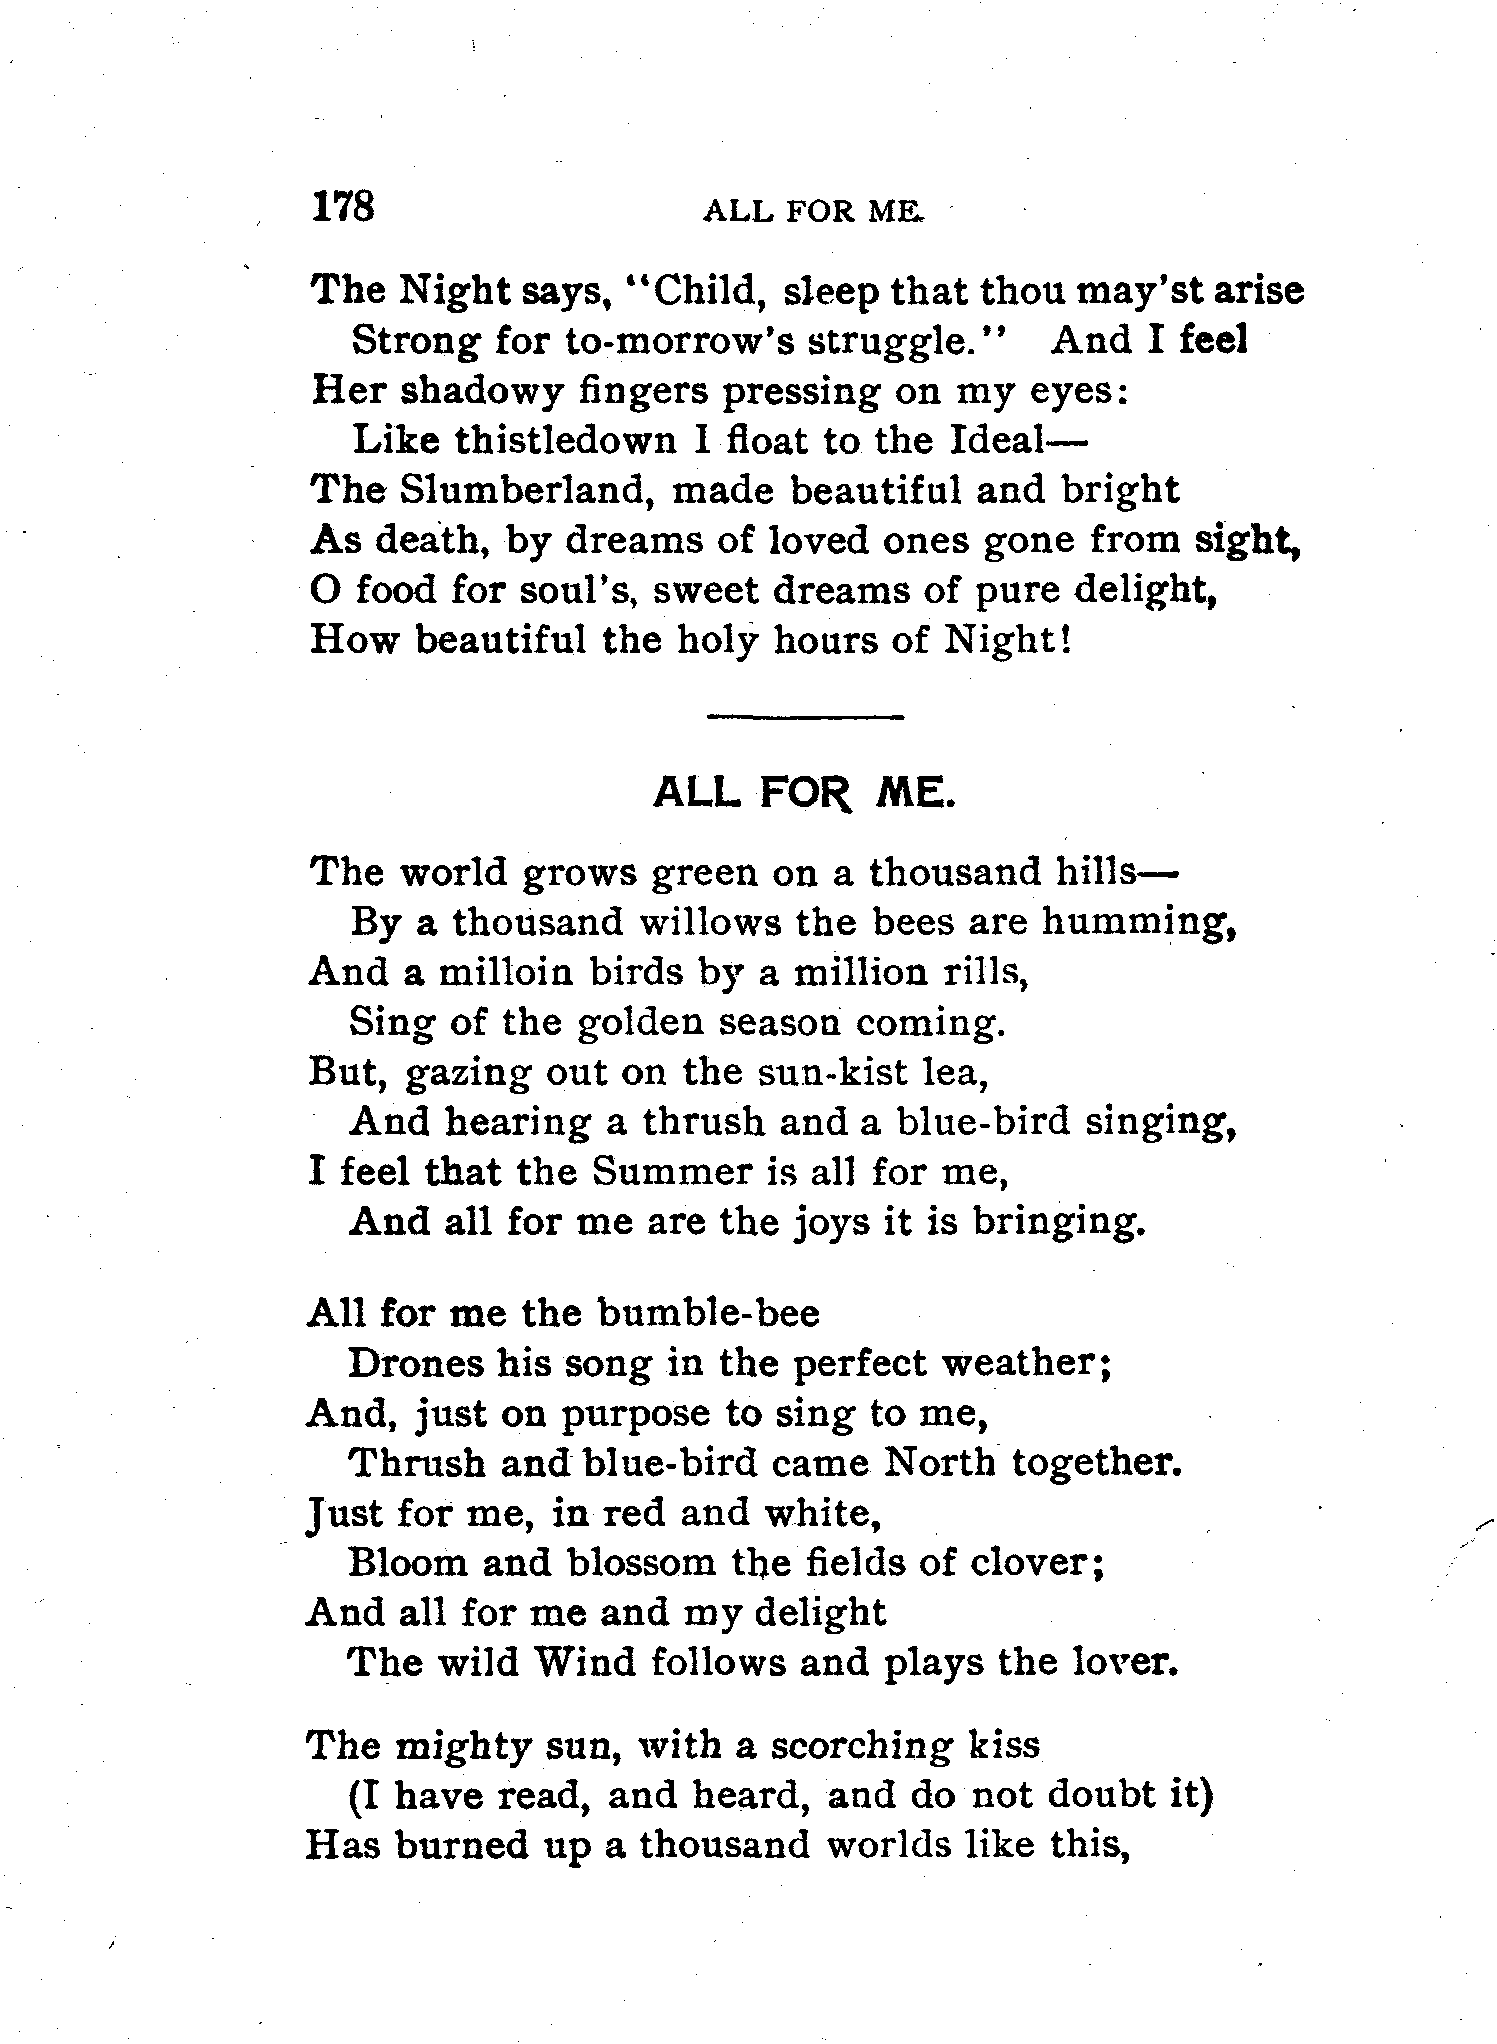 178 ALL FOR ME.
The Night says, "Child, sleep that thou may'st arise
Strong for to-morrow's struggle." And I feel
Her shadowy fingers pressing on my eyes:
Like thistledown I float to the Ideal—
The Slumberland, made beautiful and bright
As death, by dreams of loved ones gone from sight,
O food for soul's, sweet dreams of pure delight,
How beautiful the holy hours of Night!
ALL FOR ME.
The world grows green on a thousand hills—
By a thousand willows the bees are humming,
And a milloin birds by a million rills,
Sing of the golden season coming.
But, gazing out on the sun-kist lea,
And hearing a thrush and a blue-bird singing,
I feel that the Summer is all for me,
And all for me are the joys it is bringing.
All for me the bumble-bee
Drones his song in the perfect weather;
And, just on purpose to sing to me,
Thrush and blue-bird came North together.
Just for me, in red and white,
Bloom and blossom the fields of clover;
And all for me and my delight
The wild Wind follows and plays the lover.
The mighty sun, with a scorching kiss
(I have read, and heard, and do not doubt it)
Has burned up a thousand worlds like this,